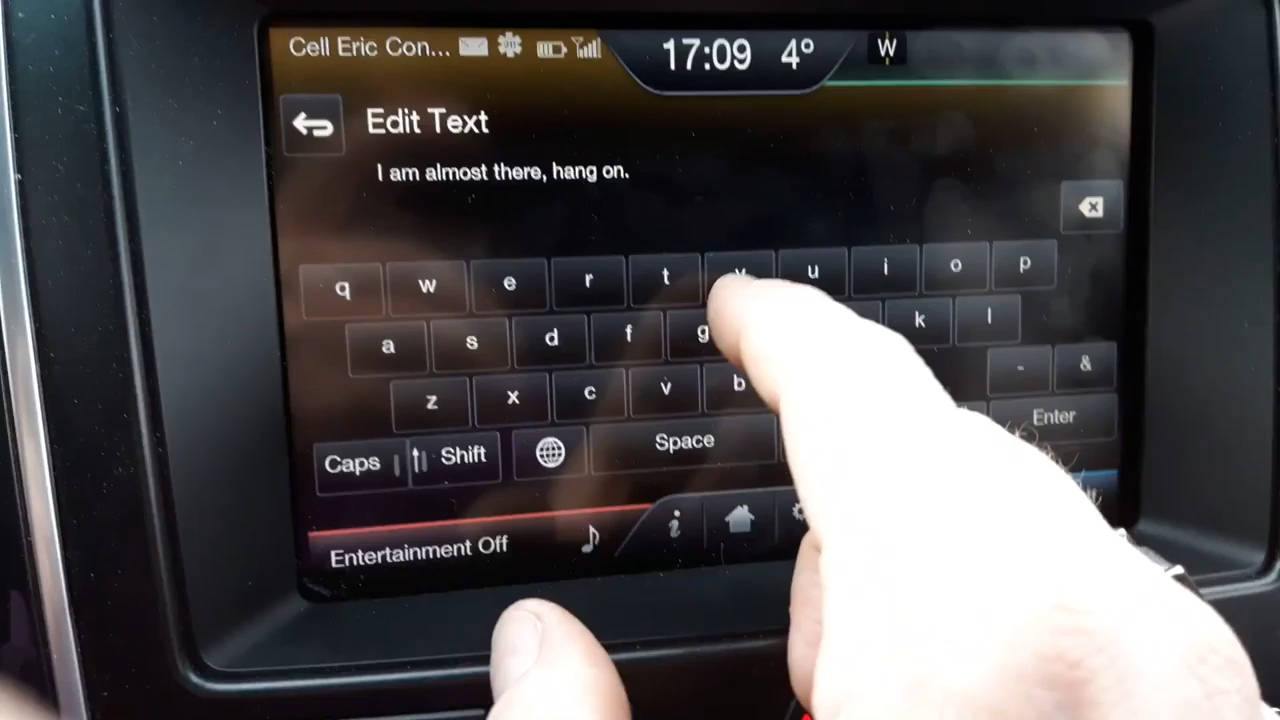 Cell Eric Con... 17:09 4° W
Edit Text
I am almost there, hang on.
q w e r t y u i o p
a s d f g k l
z x c v b - &
Caps Shift Space Enter
Entertainment Off i